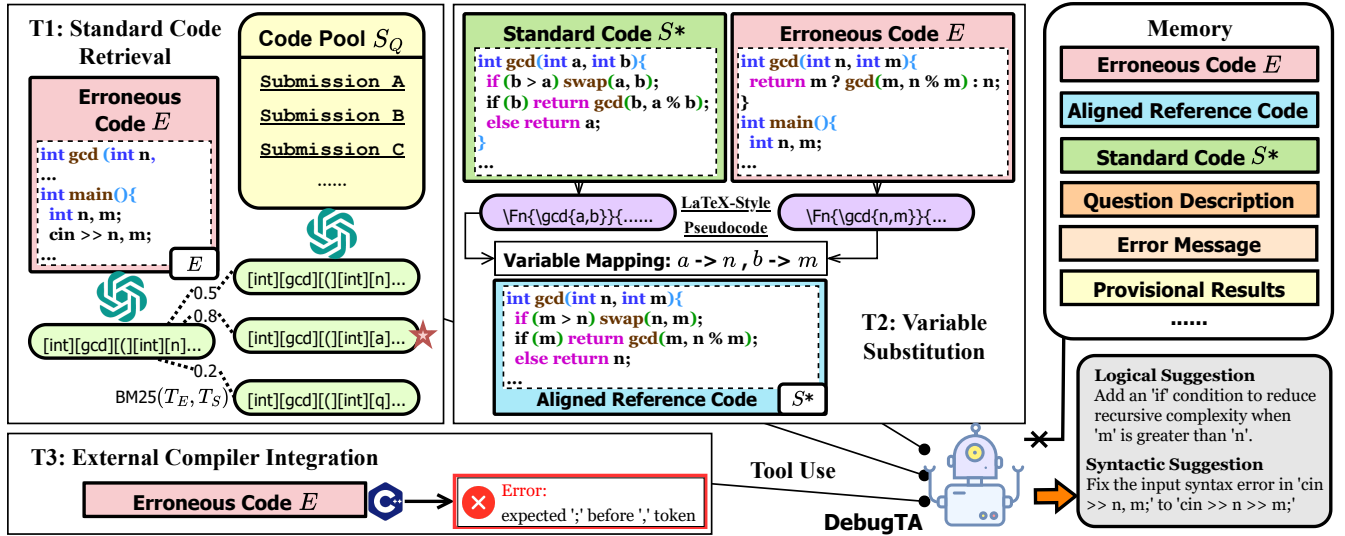 T1: Standard Code
Retrieval
Erroneous
Code E
int gcd (int n,
...
int main(){
int n, m;
cin >> n, m;
...
E
Code Pool S_Q
Submission A
Submission B
Submission C
......
[int][gcd][(][int][n]...
[int][gcd][(][int][n]...
[int][gcd][(][int][a]...
[int][gcd][(][int][q]...
0.5
0.8
0.2
BM25(T_E, T_S)
Standard Code S*
int gcd(int a, int b){
if (b > a) swap(a, b);
if (b) return gcd(b, a % b);
else return a;
}
...
Erroneous Code E
int gcd(int n, int m){
return m ? gcd(m, n % m) : n;
}
int main(){
int n, m;
...
\Fn{\gcd{a,b}}{......
LaTeX-Style
Pseudocode
\Fn{\gcd{n,m}}{...
Variable Mapping: a -> n , b -> m
int gcd(int n, int m){
if (m > n) swap(n, m);
if (m) return gcd(m, n % m);
else return n;
...
Aligned Reference Code
S*
T2: Variable
Substitution
T3: External Compiler Integration
Erroneous Code E
C++
Error:
expected ';' before ',' token
Tool Use
DebugTA
Memory
Erroneous Code E
Aligned Reference Code
Standard Code S*
Question Description
Error Message
Provisional Results
......
Logical Suggestion
Add an 'if' condition to reduce
recursive complexity when
'm' is greater than 'n'.
Syntactic Suggestion
Fix the input syntax error in 'cin
>> n, m;' to 'cin >> n >> m;'